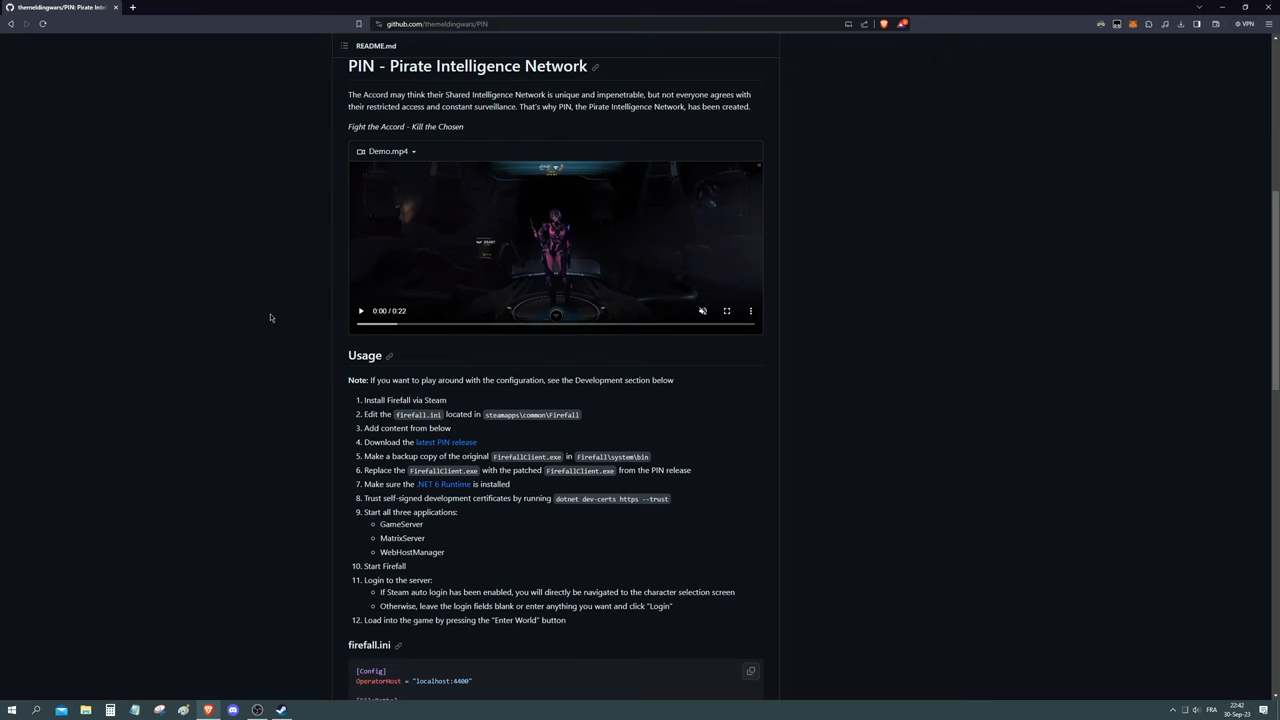 themeldingwars/PIN: Pirate Intel
github.com/themeldingwars/PIN
VPN
README.md
PIN - Pirate Intelligence Network
The Accord may think their Shared Intelligence Network is unique and impenetrable, but not everyone agrees with
their restricted access and constant surveillance. That's why PIN, the Pirate Intelligence Network, has been created.
Fight the Accord - Kill the Chosen
Demo.mp4
0:00 / 0:22
Usage
Note: If you want to play around with the configuration, see the Development section below
1. Install Firefall via Steam
2. Edit the firefall.ini located in steamapps\common\Firefall
3. Add content from below
4. Download the latest PIN release
5. Make a backup copy of the original FirefallClient.exe in Firefall\system\bin
6. Replace the FirefallClient.exe with the patched FirefallClient.exe from the PIN release
7. Make sure the .NET 6 Runtime is installed
8. Trust self-signed development certificates by running dotnet dev-certs https --trust
9. Start all three applications:
GameServer
MatrixServer
WebHostManager
10. Start Firefall
11. Login to the server:
If Steam auto login has been enabled, you will directly be navigated to the character selection screen
Otherwise, leave the login fields blank or enter anything you want and click "Login"
12. Load into the game by pressing the "Enter World" button
firefall.ini
[Config]
OperatorHost = "localhost:4400"
FRA
22:42
30-Sep-23